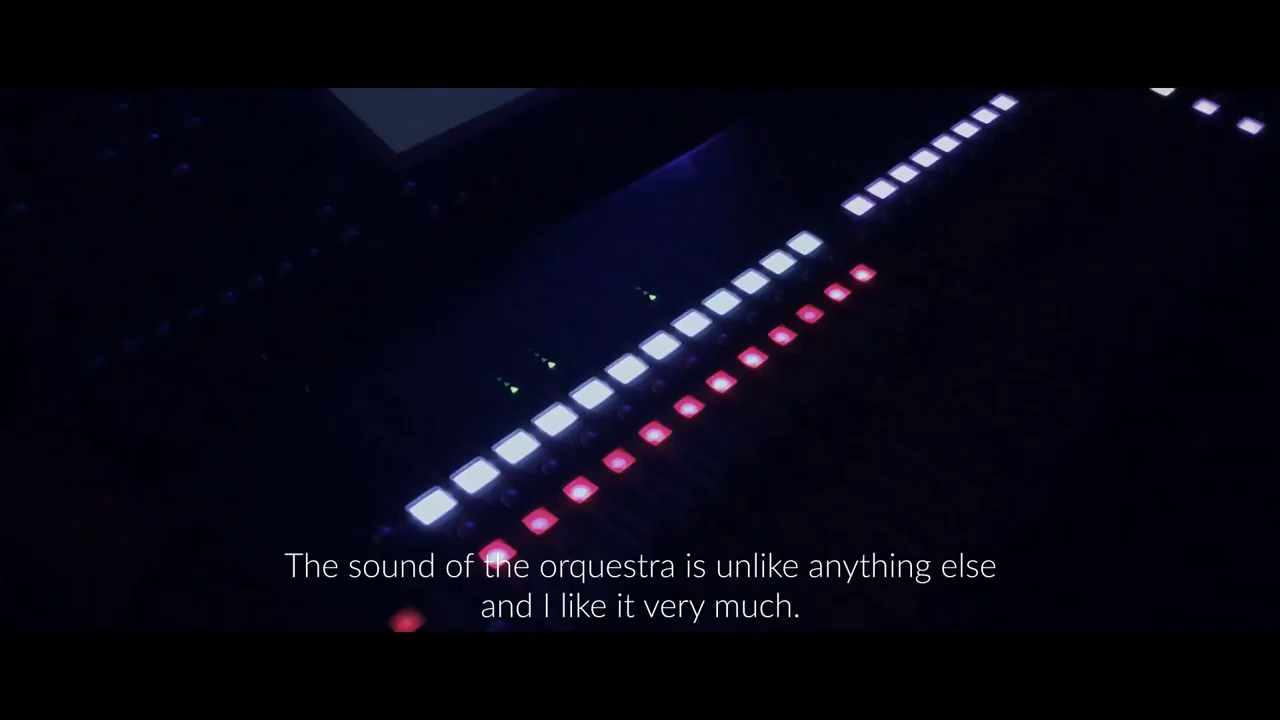 The sound of the orquestra is unlike anything else
and I like it very much.